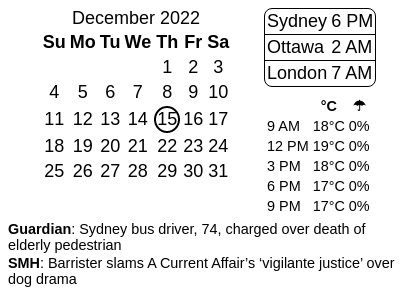 December 2022
Su Mo Tu We Th Fr Sa
1 2 3
4 5 6 7 8 9 10
11 12 13 14 15 16 17
18 19 20 21 22 23 24
25 26 27 28 29 30 31
Sydney 6 PM
Ottawa 2 AM
London 7 AM
°C ☂
9 AM 18°C 0%
12 PM 19°C 0%
3 PM 18°C 0%
6 PM 17°C 0%
9 PM 17°C 0%
Guardian: Sydney bus driver, 74, charged over death of
elderly pedestrian
SMH: Barrister slams A Current Affair’s ‘vigilante justice’ over
dog drama